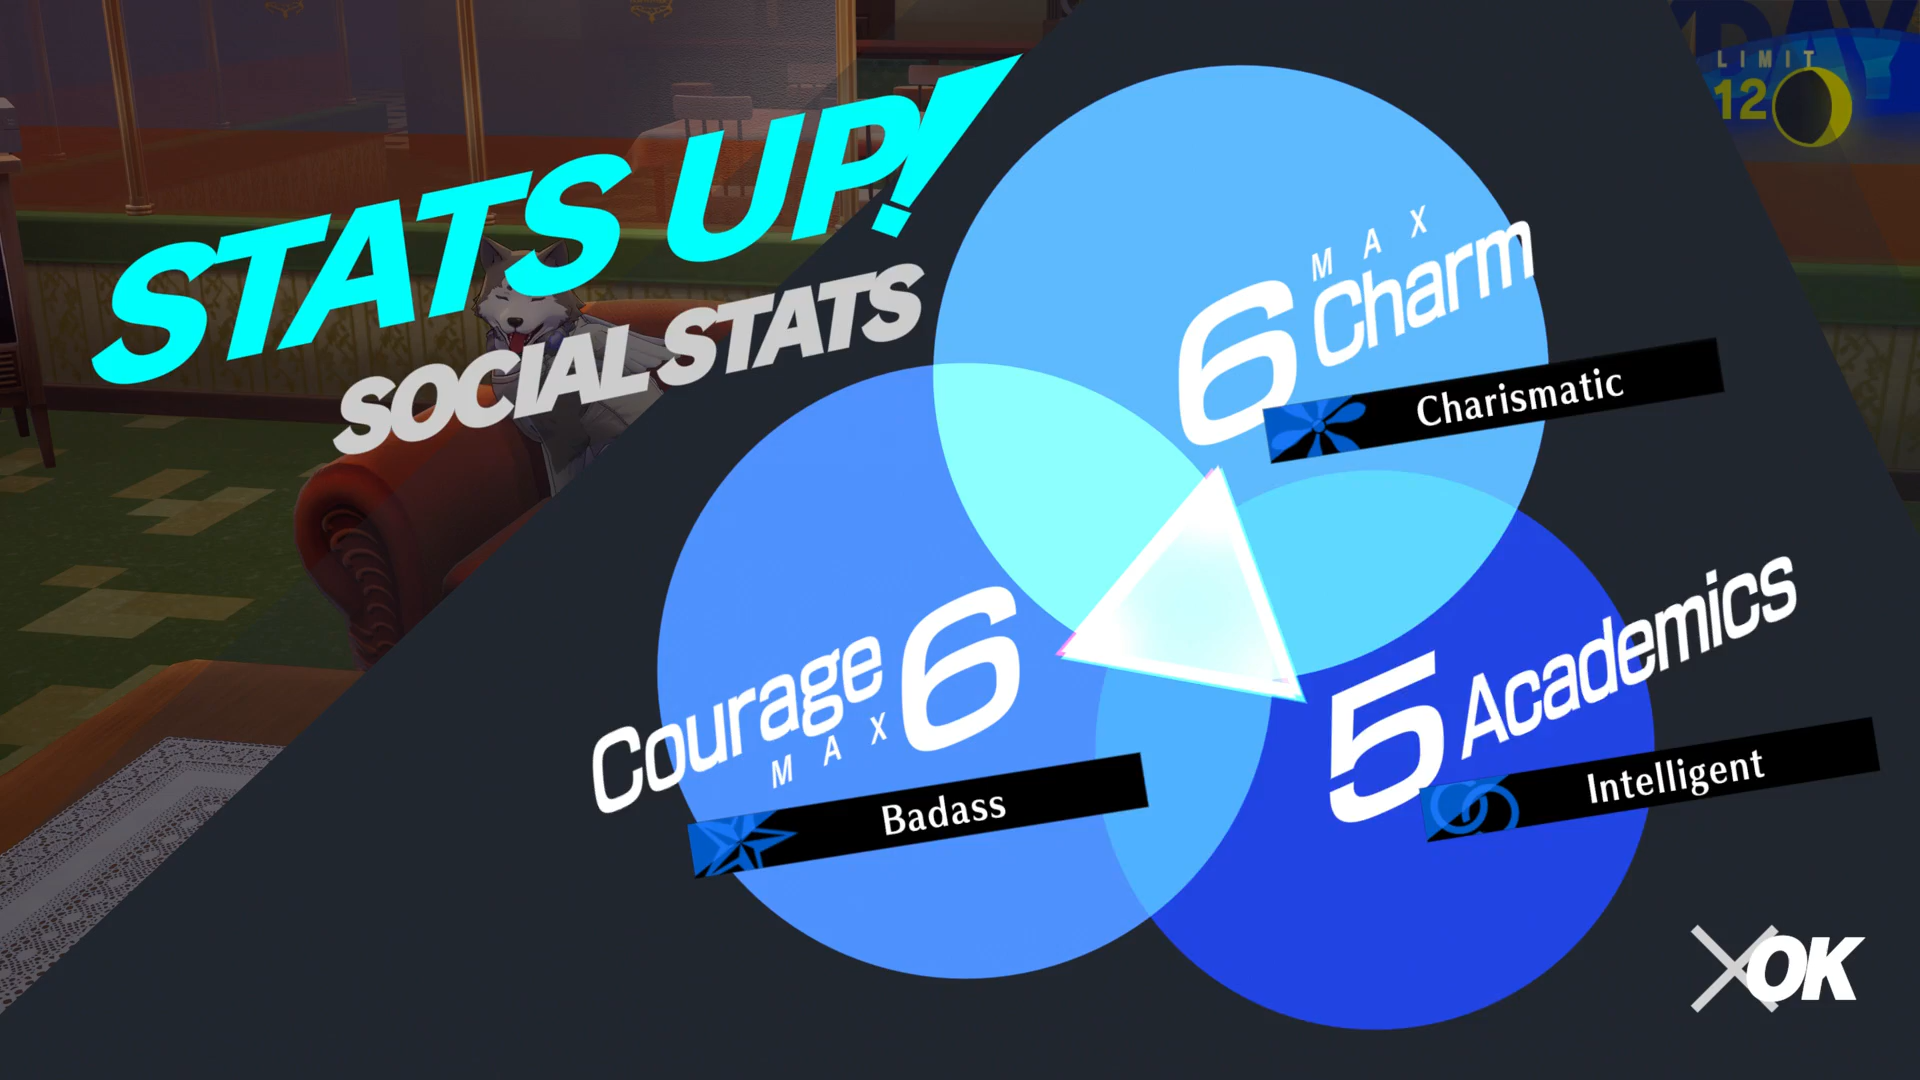 STATS UP!
SOCIAL STATS
LIMIT
12
MAX
6 Charm
Charismatic
Courage 6
MAX
Badass
5 Academics
Intelligent
OK